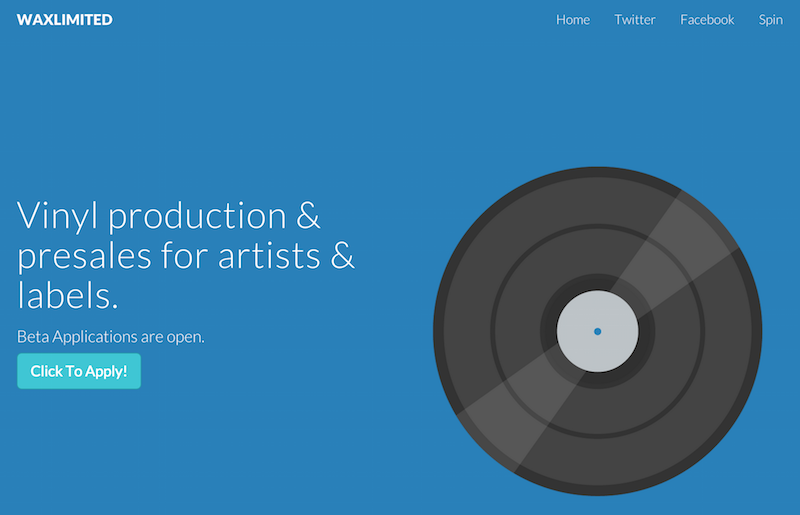 WAXLIMITED
Home Twitter Facebook Spin
Vinyl production &
presales for artists &
labels.
Beta Applications are open.
Click To Apply!